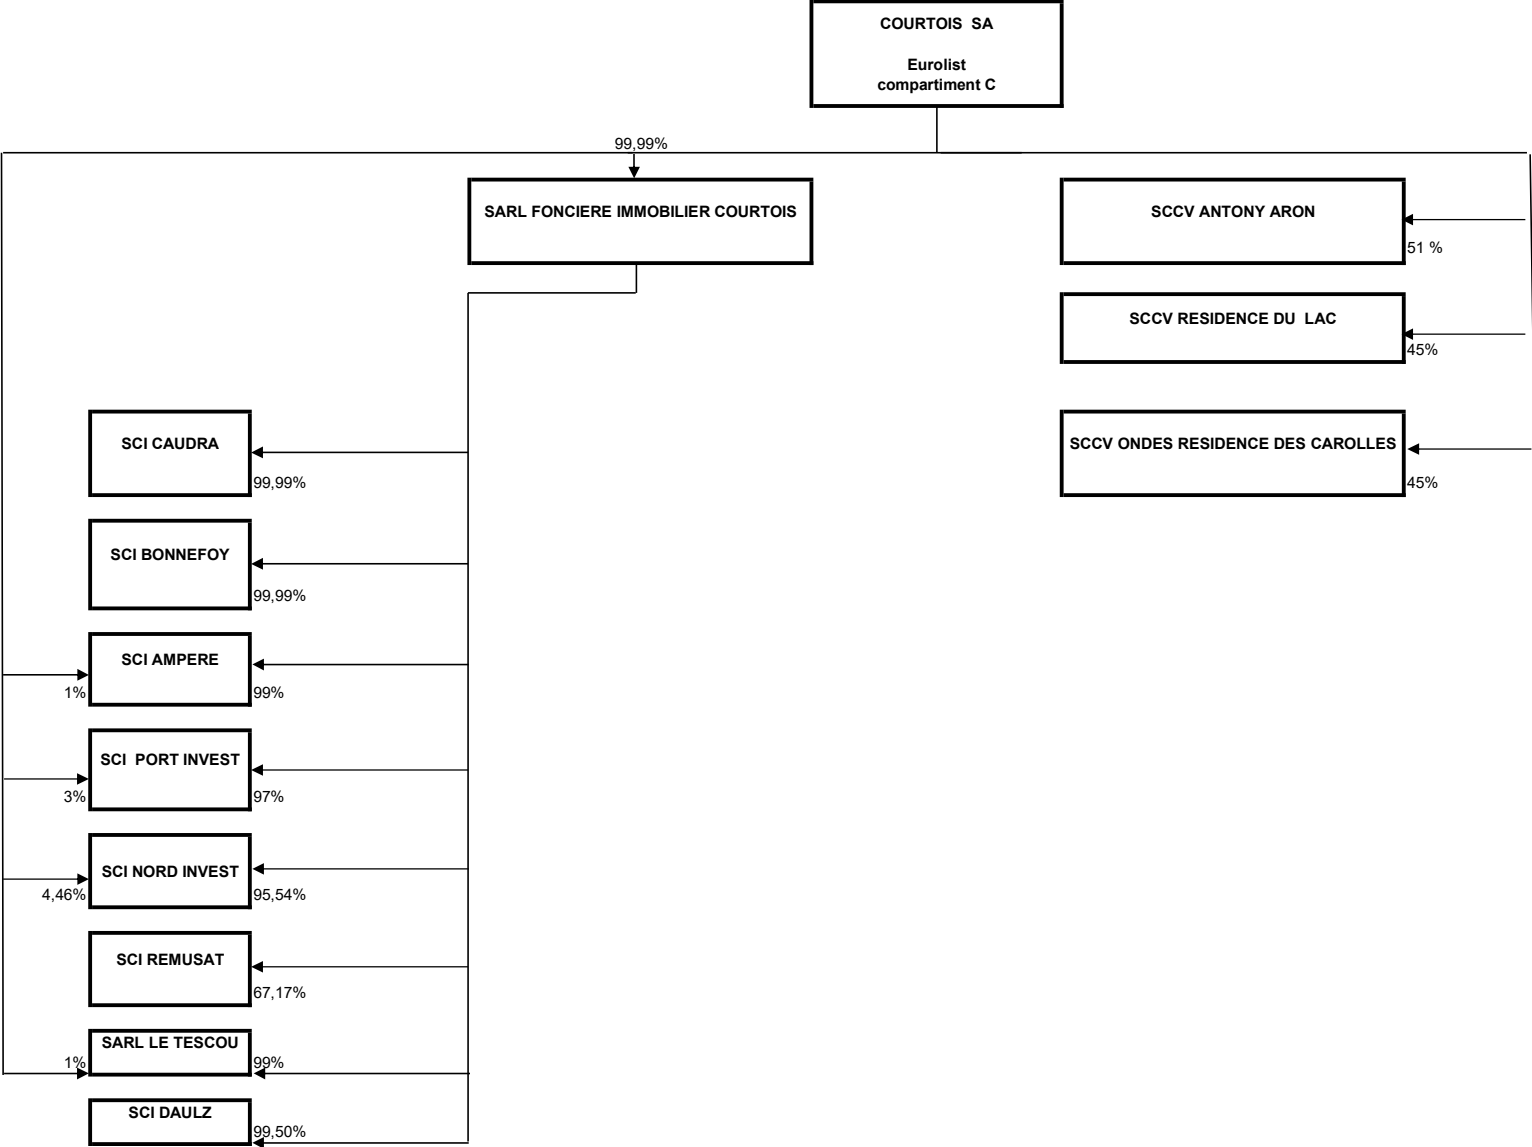 COURTOIS  SA
Eurolist
compartiment C
99,99%
SARL FONCIERE IMMOBILIER COURTOIS
SCCV ANTONY ARON
51 %
SCCV RESIDENCE DU  LAC
45%
SCI CAUDRA
99,99%
SCCV ONDES RESIDENCE DES CAROLLES
45%
SCI BONNEFOY
99,99%
SCI AMPERE
1%
99%
SCI  PORT INVEST
3%
97%
SCI NORD INVEST
4,46%
95,54%
SCI REMUSAT
67,17%
SARL LE TESCOU
1%
99%
SCI DAULZ
99,50%